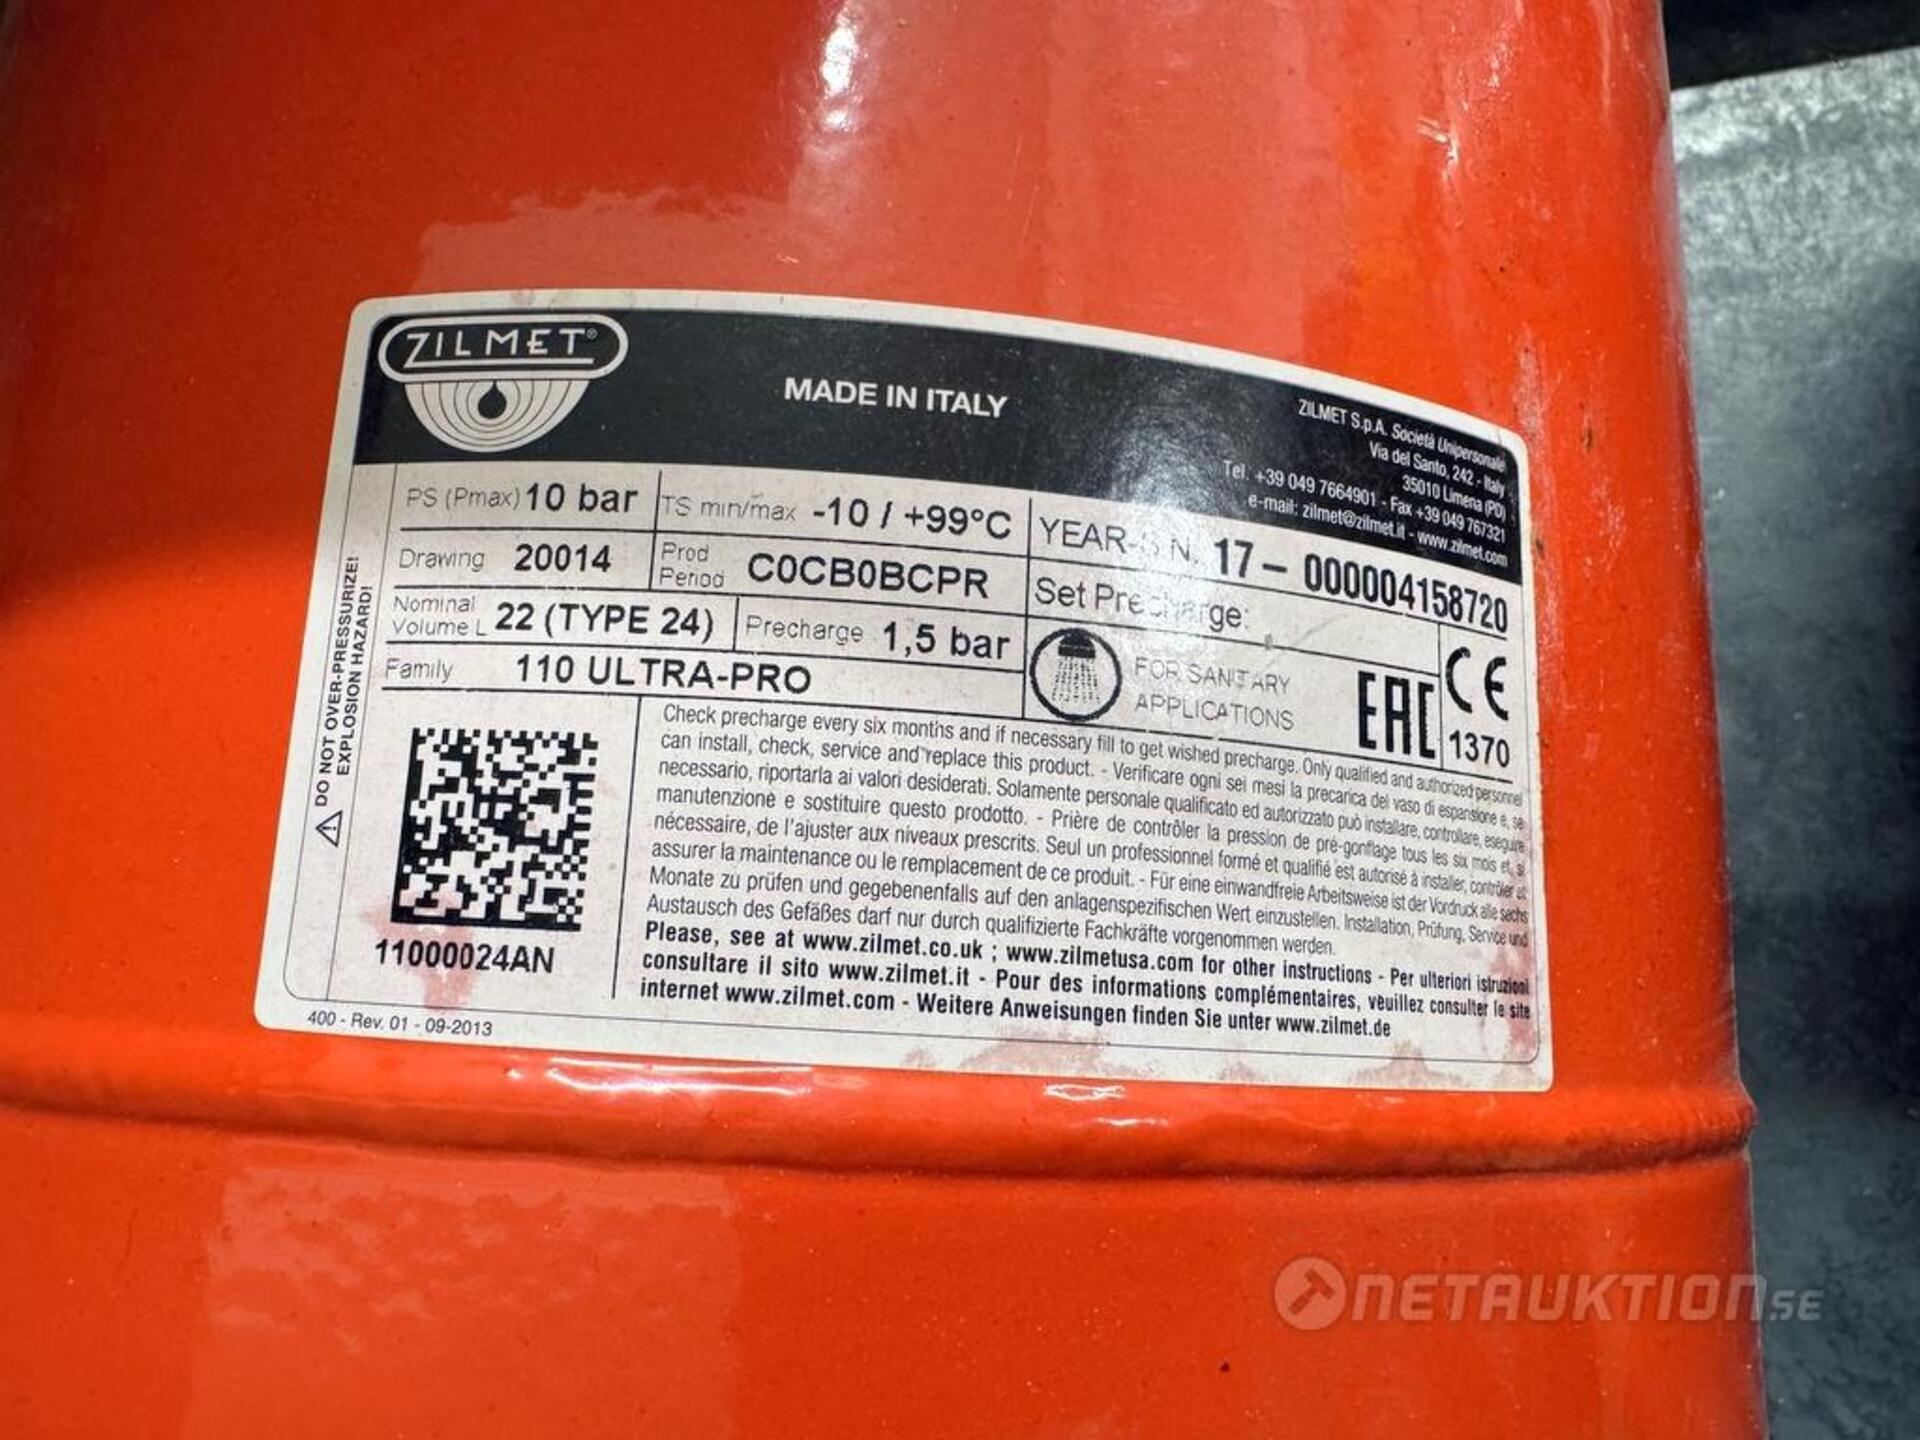 ZILMET®
MADE IN ITALY
ZILMET S.p.A. Società Unipersonale
Via del Santo, 242 - Italy
35010 Limena (PD)
Tel. +39 049 7664901 - Fax +39 049 767321
e-mail: zilmet@zilmet.it - www.zilmet.com
PS (Pmax) 10 bar
TS min/max -10 / +99°C
YEAR-S.N. 17- 000004158720
Drawing 20014
Prod Period C0CB0BCPR
Set Precharge:
Nominal Volume L 22 (TYPE 24)
Precharge 1,5 bar
Family 110 ULTRA-PRO
FOR SANITARY
APPLICATIONS
EAC
CE
1370
DO NOT OVER-PRESSURIZE!
EXPLOSION HAZARD!
11000024AN
Check precharge every six months and if necessary fill to get wished precharge. Only qualified and authorized personnel
can install, check, service and replace this product. - Verificare ogni sei mesi la precarica del vaso di espansione e, se
necessario, riportarla ai valori desiderati. Solamente personale qualificato ed autorizzato può installare, controllare, eseguire
manutenzione e sostituire questo prodotto. - Prière de contrôler la pression de pré-gonflage tous les six mois et, si
nécessaire, de l'ajuster aux niveaux prescrits. Seul un professionnel formé et qualifié est autorisé à installer, contrôler et
assurer la maintenance ou le remplacement de ce produit. - Für eine einwandfreie Arbeitsweise ist der Vordruck alle sechs
Monate zu prüfen und gegebenenfalls auf den anlagenspezifischen Wert einzustellen. Installation, Prüfung, Service und
Austausch des Gefäßes darf nur durch qualifizierte Fachkräfte vorgenommen werden.
Please, see at www.zilmet.co.uk ; www.zilmetusa.com for other instructions - Per ulteriori istruzioni
consultare il sito www.zilmet.it - Pour des informations complémentaires, veuillez consulter le site
internet www.zilmet.com - Weitere Anweisungen finden Sie unter www.zilmet.de
400 - Rev. 01 - 09-2013
NETAUKTION.SE